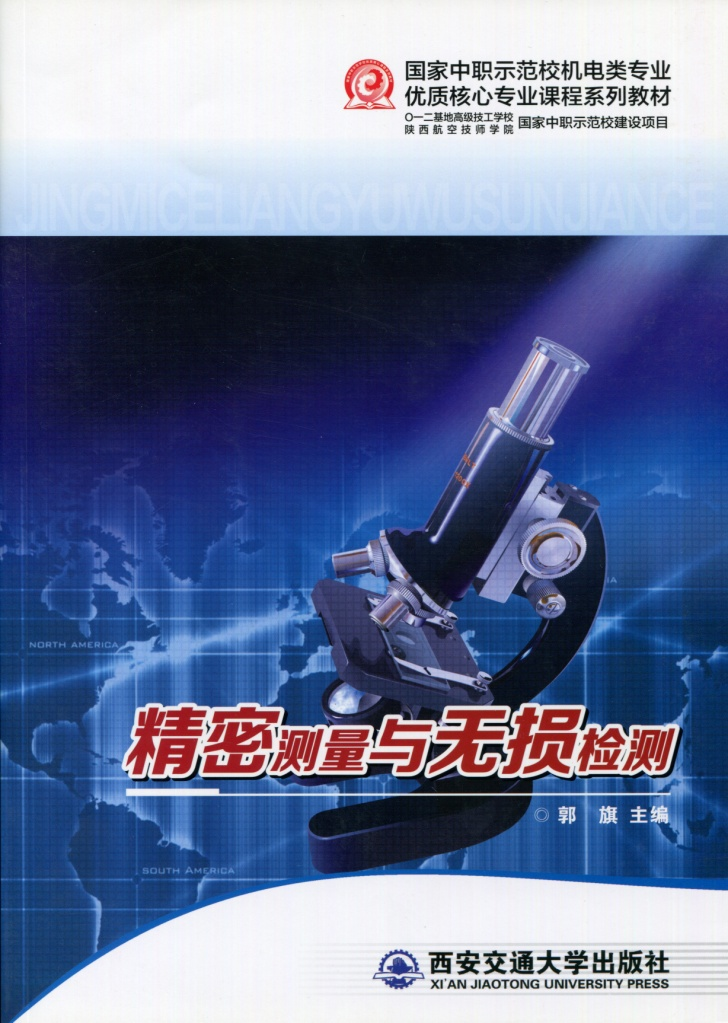 国家中职示范校机电类专业
优质核心专业课程系列教材
〇一二基地高级技工学校
陕西航空技师学院
国家中职示范校建设项目
JINGMICELIANGYUWUSUNJIANCE
NORTH AMERICA
精密测量与无损检测
◎ 郭 旗 主编
SOUTH AMERICA
西安交通大学出版社
XI'AN JIAOTONG UNIVERSITY PRESS